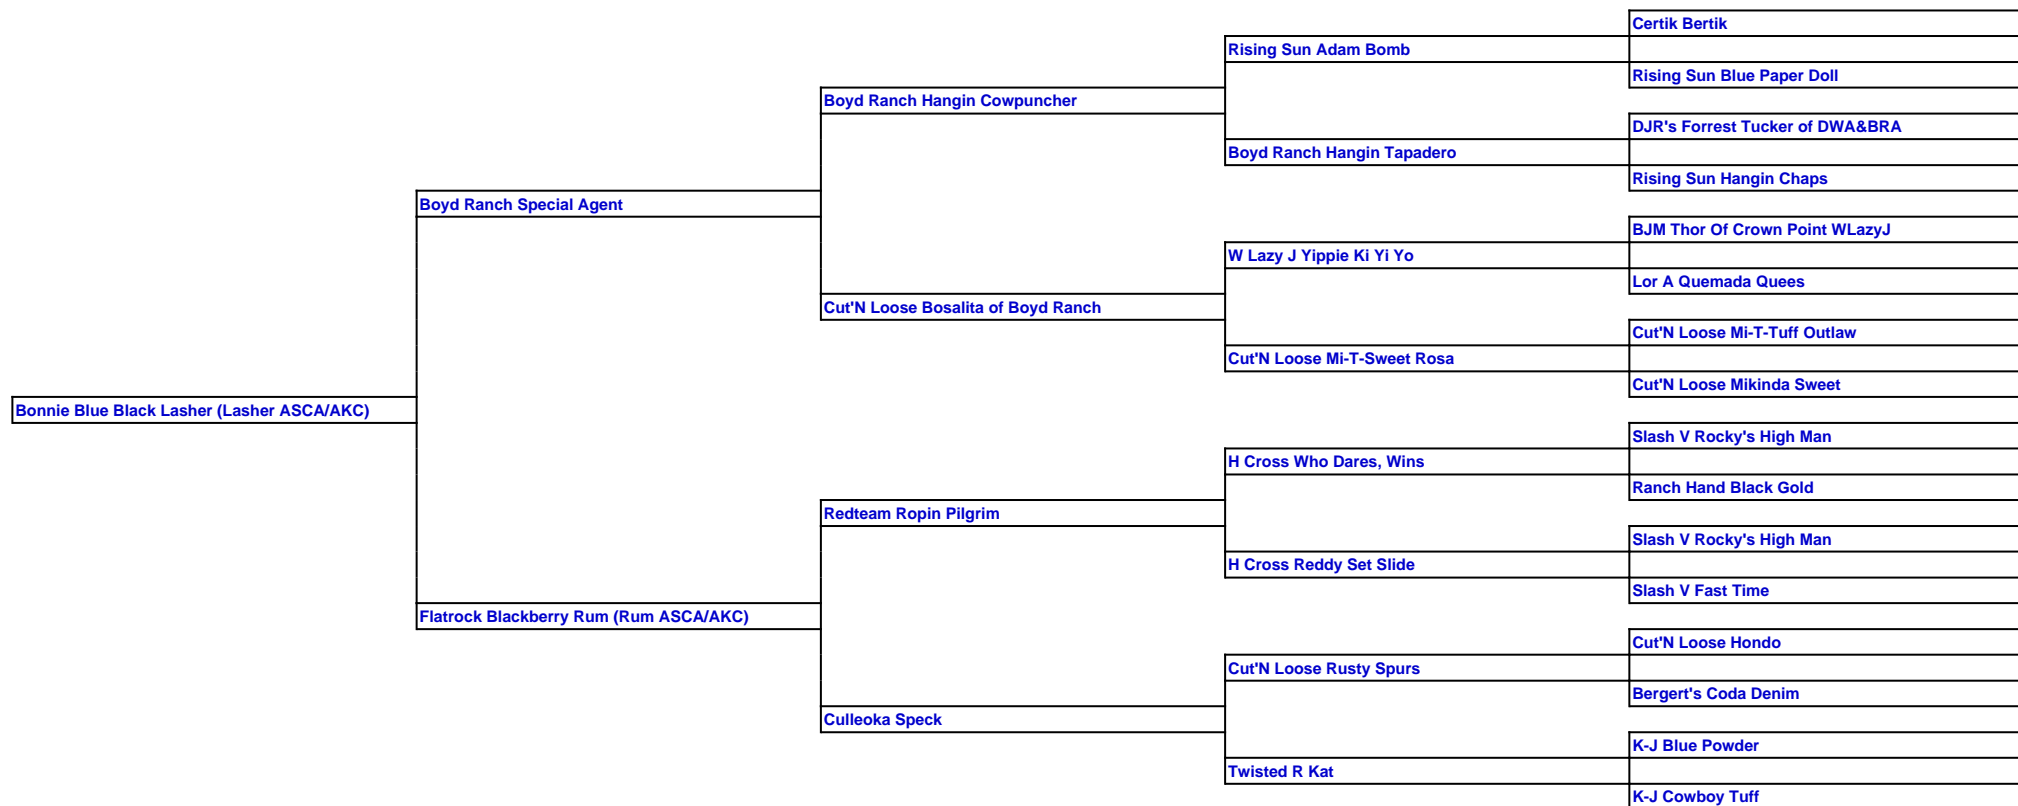 Certik Bertik
Rising Sun Adam Bomb
Rising Sun Blue Paper Doll
Boyd Ranch Hangin Cowpuncher
DJR's Forrest Tucker of DWA&BRA
Boyd Ranch Hangin Tapadero
Rising Sun Hangin Chaps
Boyd Ranch Special Agent
BJM Thor Of Crown Point WLazyJ
W Lazy J Yippie Ki Yi Yo
Lor A Quemada Quees
Cut'N Loose Bosalita of Boyd Ranch
Cut'N Loose Mi-T-Tuff Outlaw
Cut'N Loose Mi-T-Sweet Rosa
Cut'N Loose Mikinda Sweet
Bonnie Blue Black Lasher (Lasher ASCA/AKC)
Slash V Rocky's High Man
H Cross Who Dares, Wins
Ranch Hand Black Gold
Redteam Ropin Pilgrim
Slash V Rocky's High Man
H Cross Reddy Set Slide
Slash V Fast Time
Flatrock Blackberry Rum (Rum ASCA/AKC)
Cut'N Loose Hondo
Cut'N Loose Rusty Spurs
Bergert's Coda Denim
Culleoka Speck
K-J Blue Powder
Twisted R Kat
K-J Cowboy Tuff